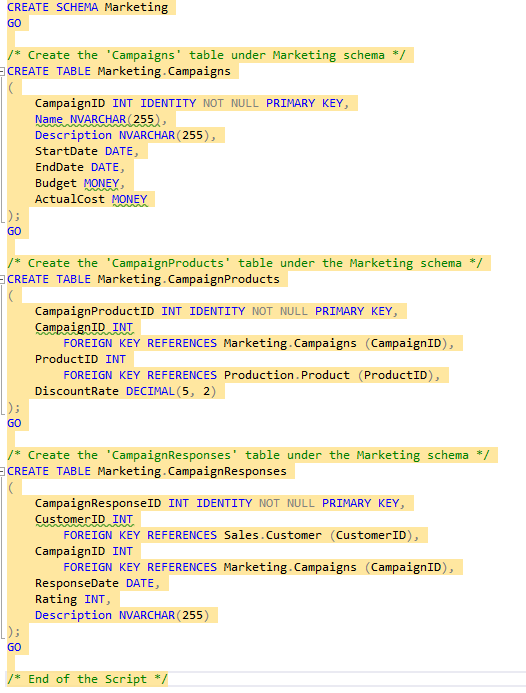 CREATE SCHEMA Marketing
GO
/* Create the 'Campaigns' table under Marketing schema */
CREATE TABLE Marketing.Campaigns
(
CampaignID INT IDENTITY NOT NULL PRIMARY KEY,
Name NVARCHAR(255),
Description NVARCHAR(255),
StartDate DATE,
EndDate DATE,
Budget MONEY,
ActualCost MONEY
);
GO
/* Create the 'CampaignProducts' table under the Marketing schema */
CREATE TABLE Marketing.CampaignProducts
(
CampaignProductID INT IDENTITY NOT NULL PRIMARY KEY,
CampaignID INT
FOREIGN KEY REFERENCES Marketing.Campaigns (CampaignID),
ProductID INT
FOREIGN KEY REFERENCES Production.Product (ProductID),
DiscountRate DECIMAL(5, 2)
);
GO
/* Create the 'CampaignResponses' table under the Marketing schema */
CREATE TABLE Marketing.CampaignResponses
(
CampaignResponseID INT IDENTITY NOT NULL PRIMARY KEY,
CustomerID INT
FOREIGN KEY REFERENCES Sales.Customer (CustomerID),
CampaignID INT
FOREIGN KEY REFERENCES Marketing.Campaigns (CampaignID),
ResponseDate DATE,
Rating INT,
Description NVARCHAR(255)
);
GO
/* End of the Script */